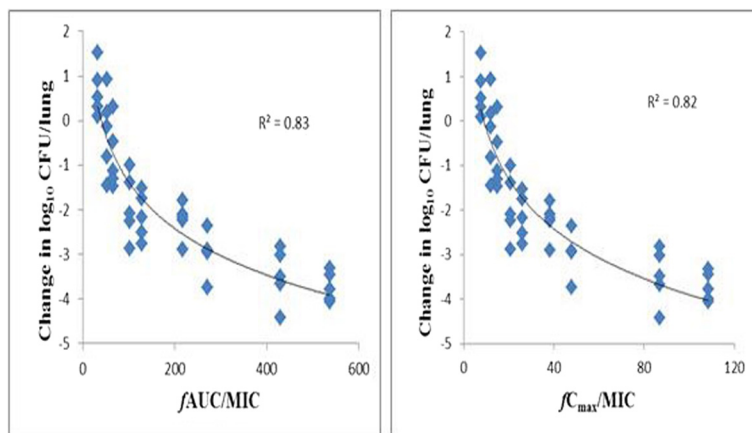 Change in log₁₀ CFU/lung
2
1
0
-1
-2
-3
-4
-5
R² = 0.83
0 200 400 600
fAUC/MIC
Change in log₁₀ CFU/lung
2
1
0
-1
-2
-3
-4
-5
R² = 0.82
0 40 80 120
fCmax/MIC